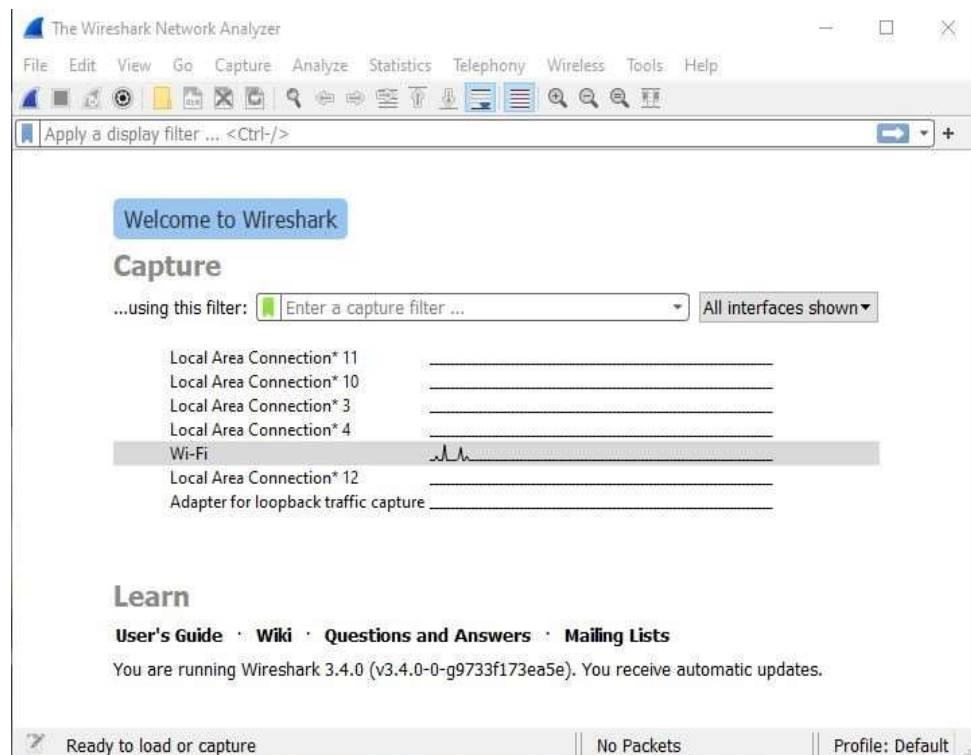 The Wireshark Network Analyzer
File Edit View Go Capture Analyze Statistics Telephony Wireless Tools Help
Apply a display filter ... <Ctrl-/>
+
Welcome to Wireshark
Capture
...using this filter: Enter a capture filter ... All interfaces shown
Local Area Connection* 11
Local Area Connection* 10
Local Area Connection* 3
Local Area Connection* 4
Wi-Fi
Local Area Connection* 12
Adapter for loopback traffic capture
Learn
User's Guide · Wiki · Questions and Answers · Mailing Lists
You are running Wireshark 3.4.0 (v3.4.0-0-g9733f173ea5e). You receive automatic updates.
Ready to load or capture No Packets Profile: Default